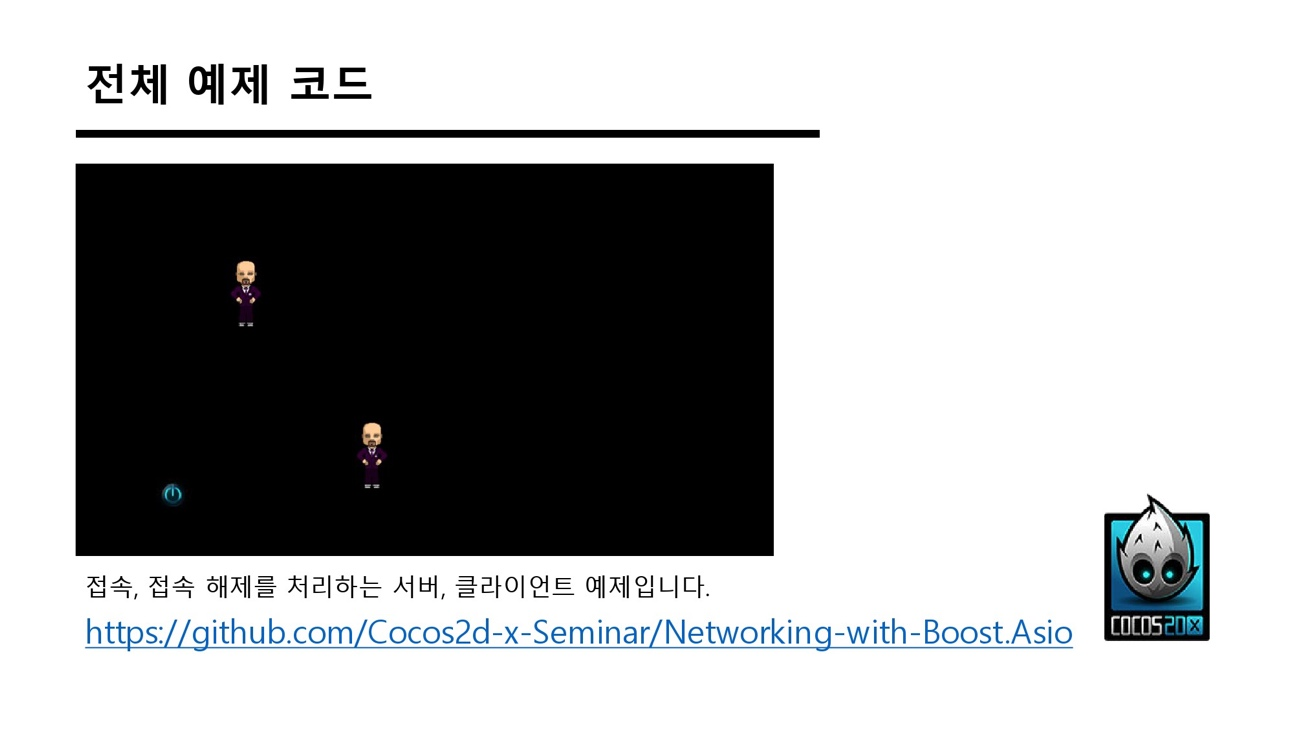 전체 예제 코드
접속, 접속 해제를 처리하는 서버, 클라이언트 예제입니다.
https://github.com/Cocos2d-x-Seminar/Networking-with-Boost.Asio
COCOS2DX